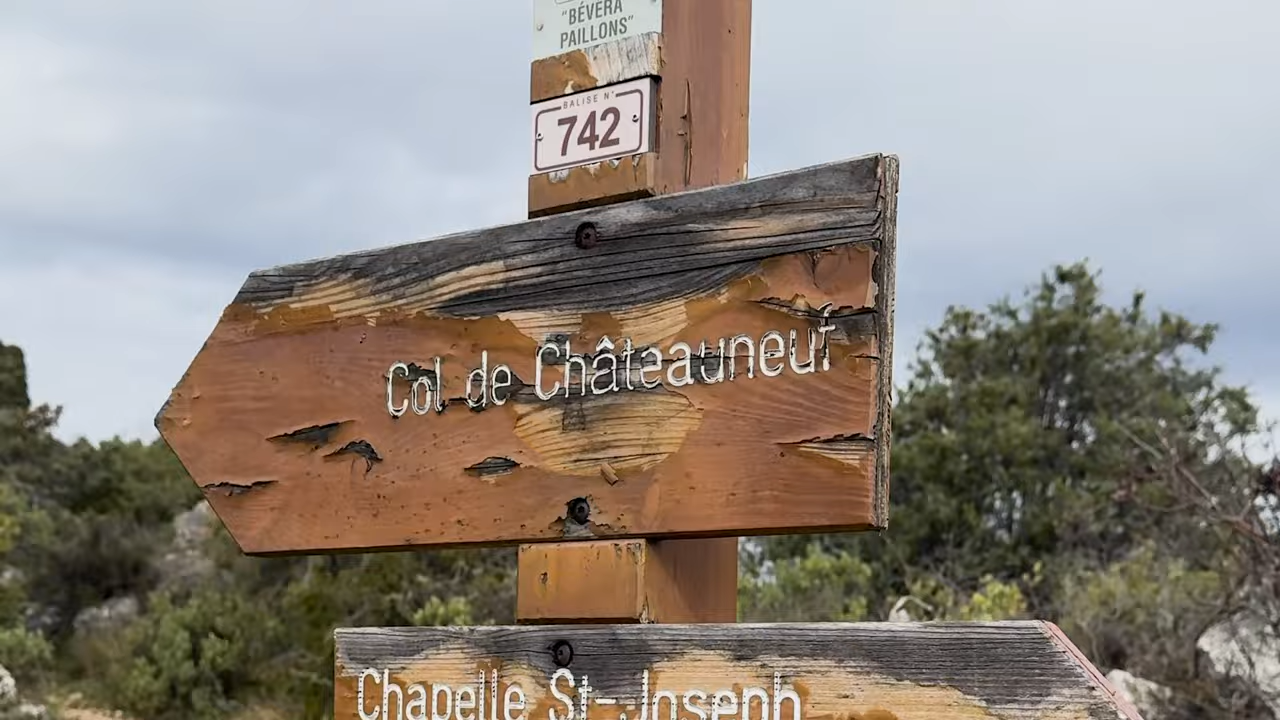 "BÉVÉRA
PAILLONS"
BALISE N°
742
Col de Châteauneuf
Chapelle St-Joseph